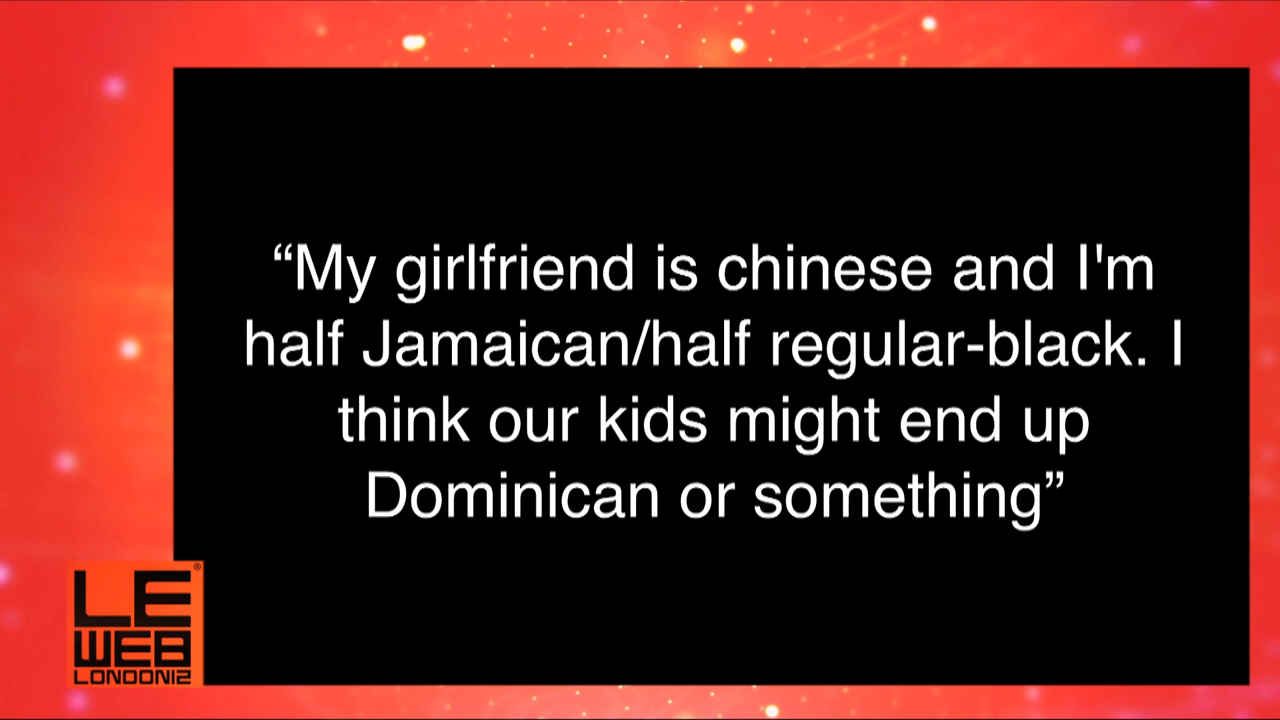 “My girlfriend is chinese and I'm
half Jamaican/half regular-black. I
think our kids might end up
Dominican or something”
LE
WEB
LONDON12
®